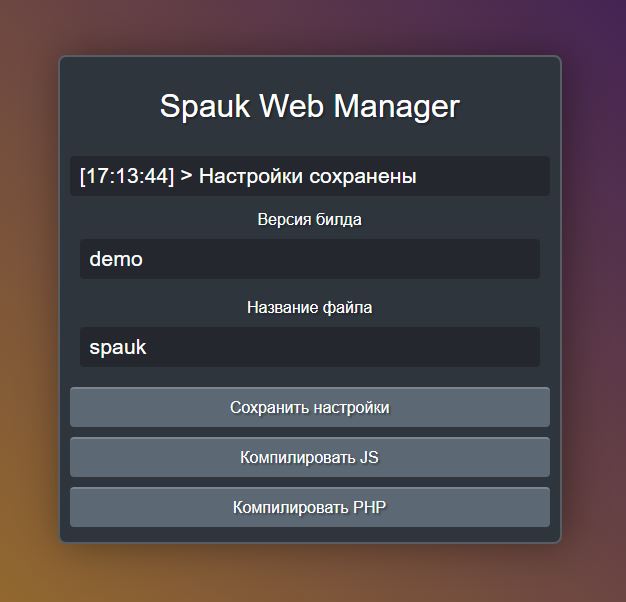 Spauk Web Manager
[17:13:44] > Настройки сохранены
Версия билда
demo
Название файла
spauk
Сохранить настройки
Компилировать JS
Компилировать PHP